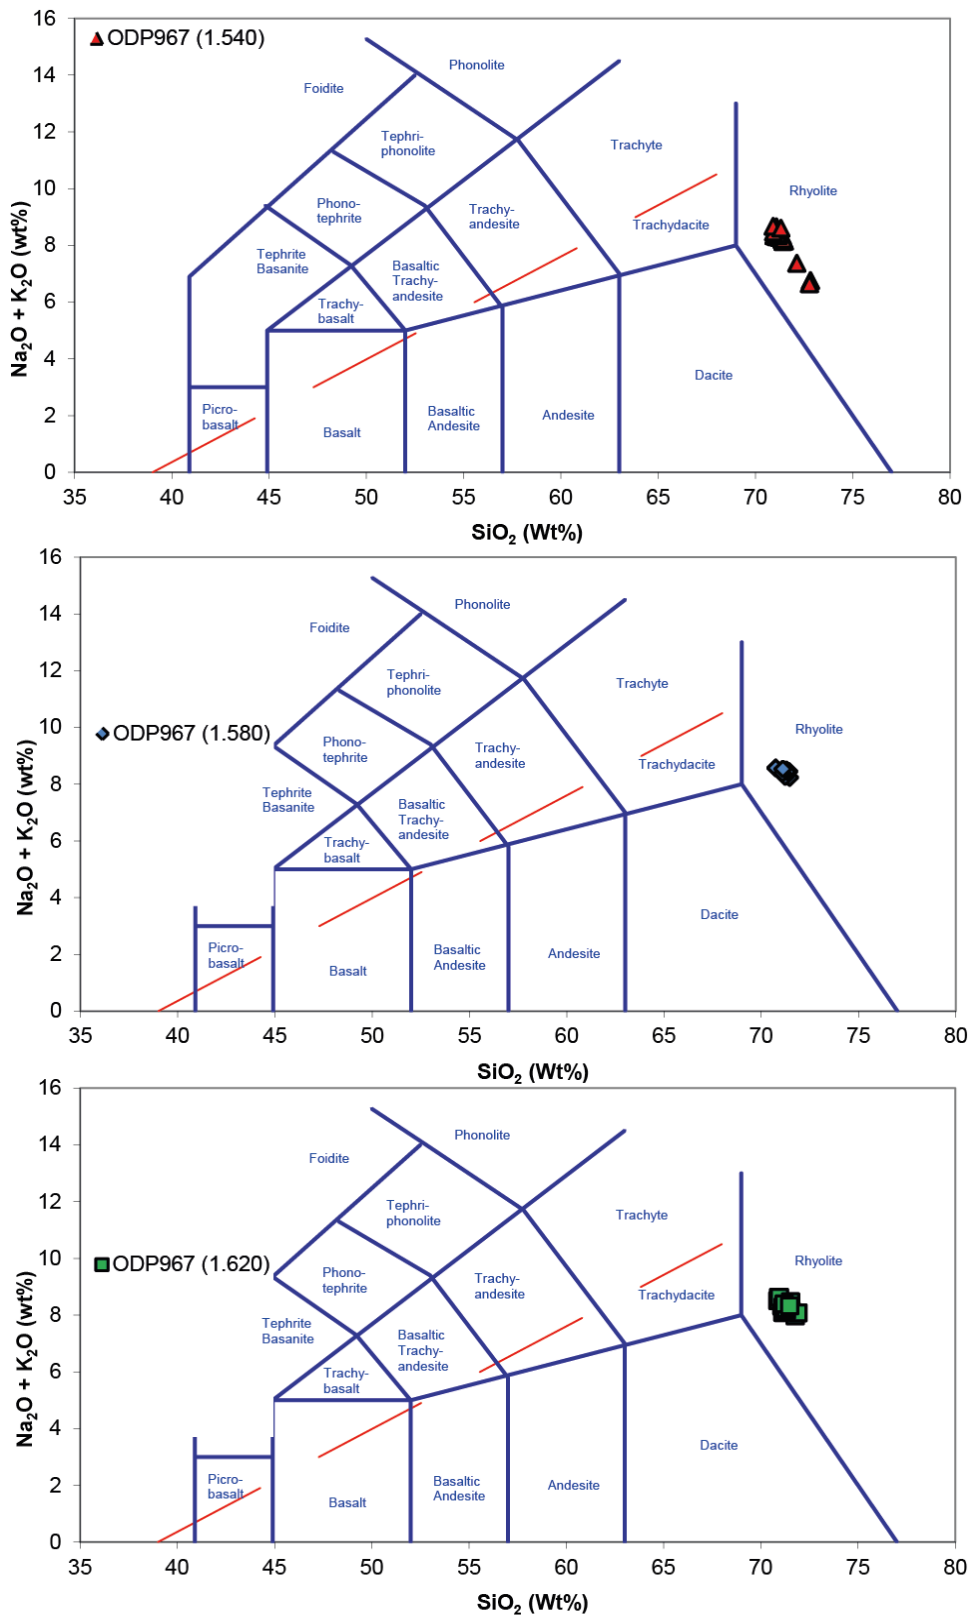 16
ODP967 (1.540)
Phonolite
14
Foidite
12
Tephri-
phonolite
Trachyte
10
Rhyolite
Phono-
tephrite
Trachy-
andesite
Trachydacite
8
Tephrite
Basanite
Basaltic
Trachy-
andesite
6
Trachy-
basalt
4
Dacite
Picro-
basalt
Basaltic
Andesite
Andesite
2
Basalt
0
Na2O + K2O (wt%)
35 40 45 50 55 60 65 70 75 80
SiO2 (Wt%)
16
Phonolite
14
Foidite
12
Tephri-
phonolite
Trachyte
10
ODP967 (1.580)
Rhyolite
Phono-
tephrite
Trachy-
andesite
Trachydacite
8
Tephrite
Basanite
Basaltic
Trachy-
andesite
6
Trachy-
basalt
4
Dacite
Picro-
basalt
Basaltic
Andesite
Andesite
2
Basalt
0
Na2O + K2O (wt%)
35 40 45 50 55 60 65 70 75 80
SiO2 (Wt%)
16
Phonolite
14
Foidite
12
Tephri-
phonolite
Trachyte
10
ODP967 (1.620)
Rhyolite
Phono-
tephrite
Trachy-
andesite
Trachydacite
8
Tephrite
Basanite
Basaltic
Trachy-
andesite
6
Trachy-
basalt
4
Dacite
Picro-
basalt
Basaltic
Andesite
Andesite
2
Basalt
0
Na2O + K2O (wt%)
35 40 45 50 55 60 65 70 75 80
SiO2 (Wt%)